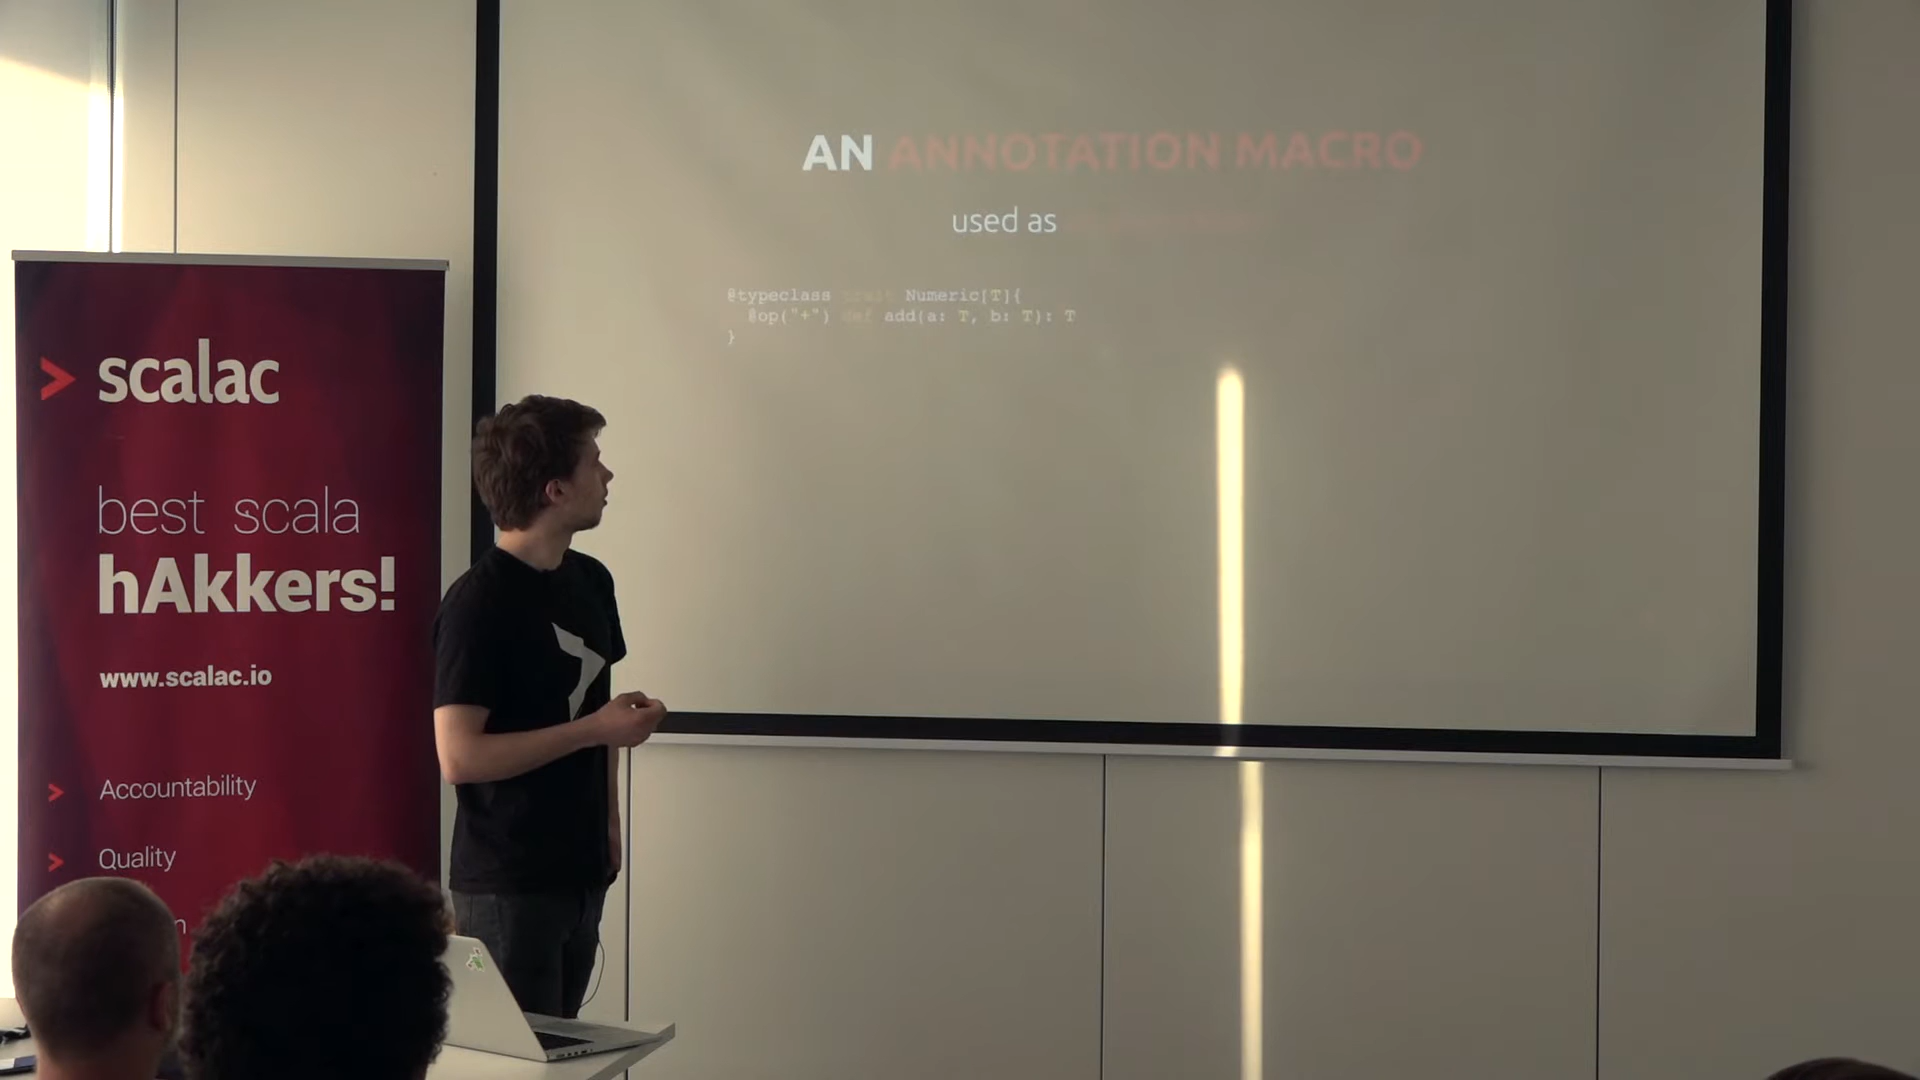 AN ANNOTATION MACRO
used as
@typeclass trait Numeric[T]{
@op("+") def add(a: T, b: T): T
}
> scalac
best scala
hAkkers!
www.scalac.io
> Accountability
> Quality